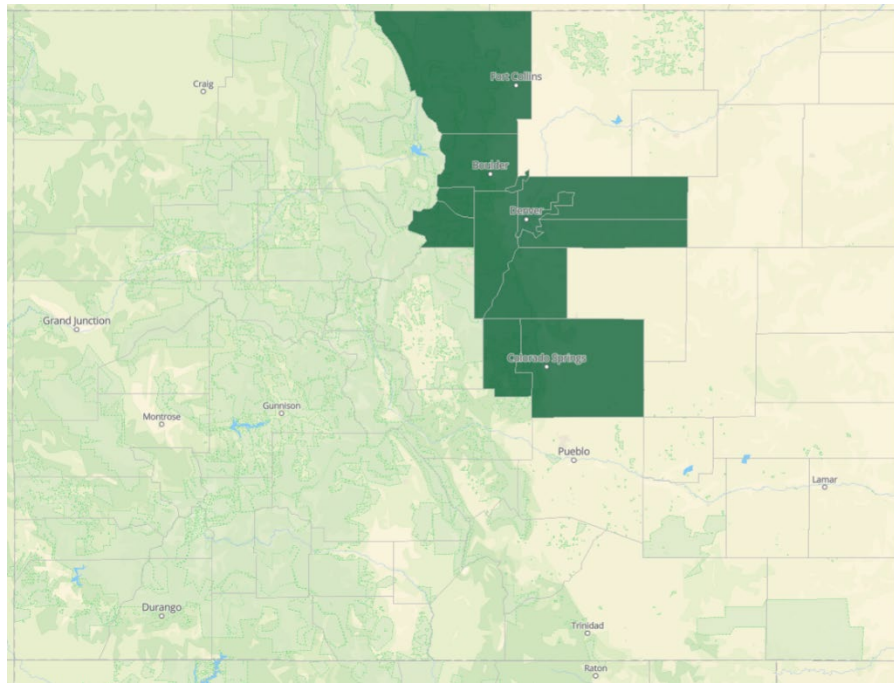 Fort Collins
Craig
Boulder
Denver
Grand Junction
Colorado Springs
Gunnison
Montrose
Pueblo
Lamar
Durango
Trinidad
Raton